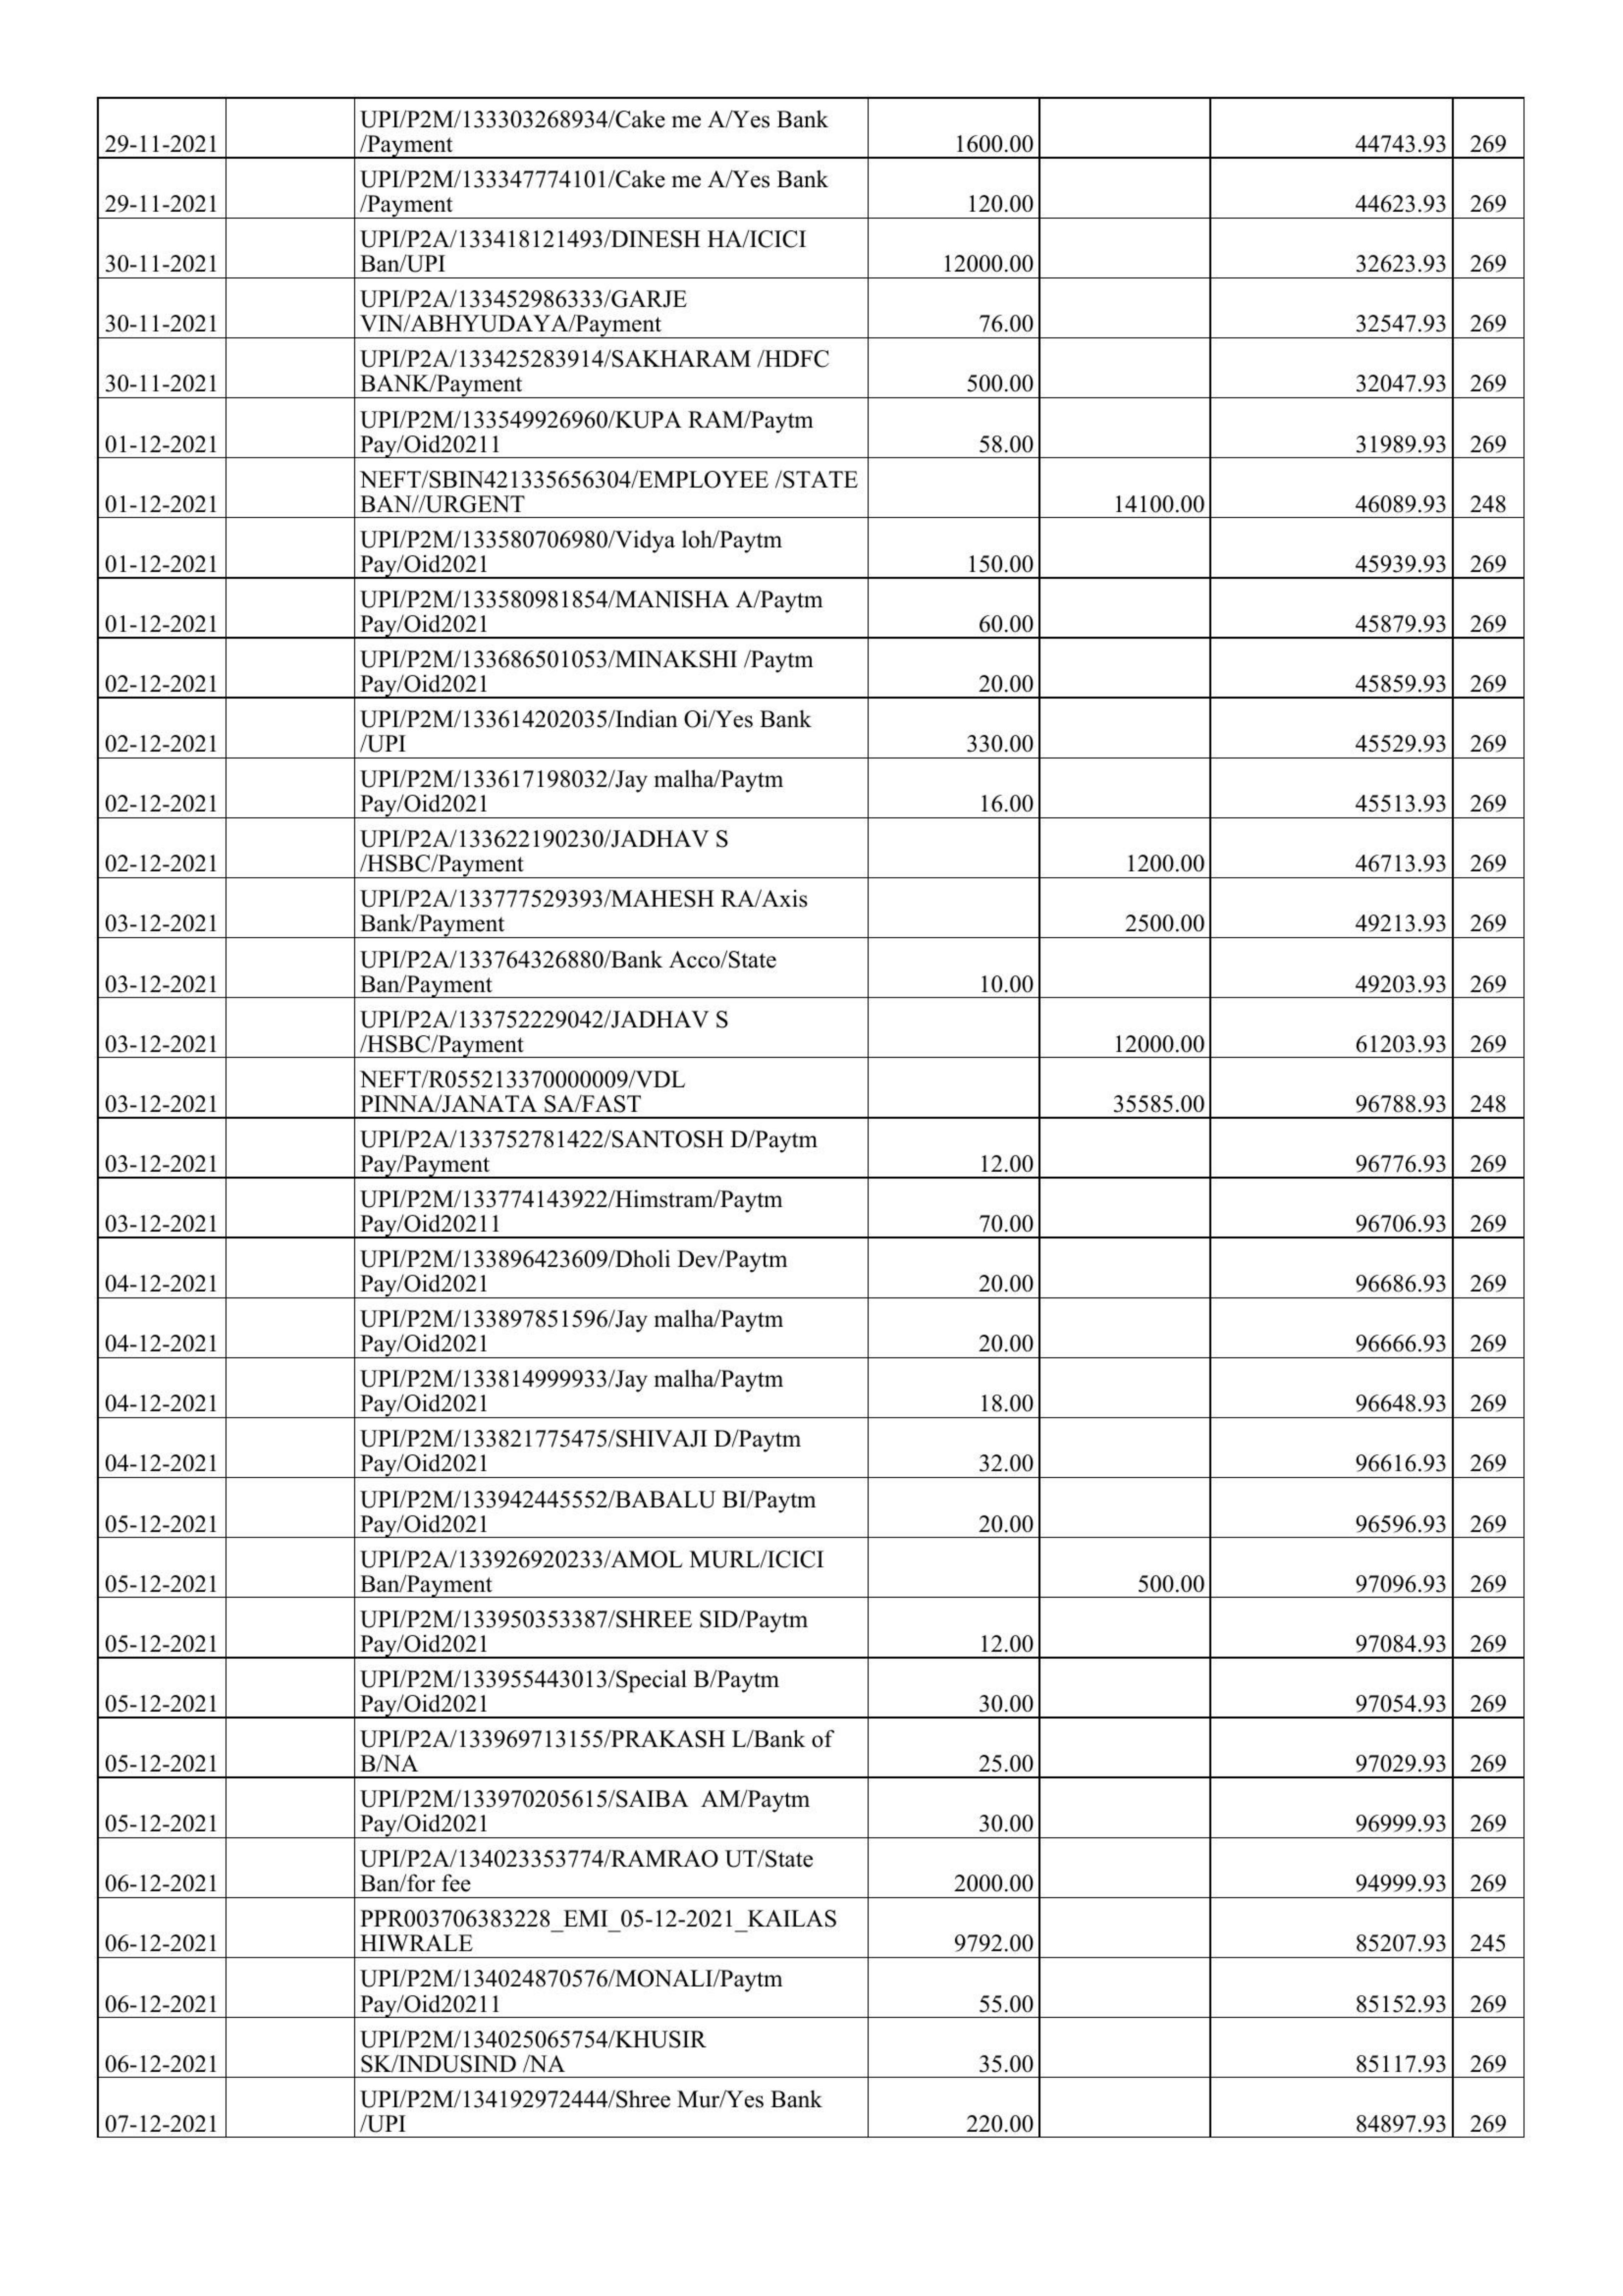 UPI/P2M/133303268934/Cake me A/Yes Bank
29-11-2021 /Payment 1600.00 44743.93 269
UPI/P2M/133347774101/Cake me A/Yes Bank
29-11-2021 /Payment 120.00 44623.93 269
UPI/P2A/133418121493/DINESH HA/ICICI
30-11-2021 Ban/UPI 12000.00 32623.93 269
UPI/P2A/133452986333/GARJE
30-11-2021 VIN/ABHYUDAYA/Payment 76.00 32547.93 269
UPI/P2A/133425283914/SAKHARAM /HDFC
30-11-2021 BANK/Payment 500.00 32047.93 269
UPI/P2M/133549926960/KUPA RAM/Paytm
01-12-2021 Pay/Oid20211 58.00 31989.93 269
NEFT/SBIN421335656304/EMPLOYEE /STATE
01-12-2021 BAN//URGENT 14100.00 46089.93 248
UPI/P2M/133580706980/Vidya loh/Paytm
01-12-2021 Pay/Oid2021 150.00 45939.93 269
UPI/P2M/133580981854/MANISHA A/Paytm
01-12-2021 Pay/Oid2021 60.00 45879.93 269
UPI/P2M/133686501053/MINAKSHI /Paytm
02-12-2021 Pay/Oid2021 20.00 45859.93 269
UPI/P2M/133614202035/Indian Oi/Yes Bank
02-12-2021 /UPI 330.00 45529.93 269
UPI/P2M/133617198032/Jay malha/Paytm
02-12-2021 Pay/Oid2021 16.00 45513.93 269
UPI/P2A/133622190230/JADHAV S
02-12-2021 /HSBC/Payment 1200.00 46713.93 269
UPI/P2A/133777529393/MAHESH RA/Axis
03-12-2021 Bank/Payment 2500.00 49213.93 269
UPI/P2A/133764326880/Bank Acco/State
03-12-2021 Ban/Payment 10.00 49203.93 269
UPI/P2A/133752229042/JADHAV S
03-12-2021 /HSBC/Payment 12000.00 61203.93 269
NEFT/R055213370000009/VDL
03-12-2021 PINNA/JANATA SA/FAST 35585.00 96788.93 248
UPI/P2A/133752781422/SANTOSH D/Paytm
03-12-2021 Pay/Payment 12.00 96776.93 269
UPI/P2M/133774143922/Himstram/Paytm
03-12-2021 Pay/Oid20211 70.00 96706.93 269
UPI/P2M/133896423609/Dholi Dev/Paytm
04-12-2021 Pay/Oid2021 20.00 96686.93 269
UPI/P2M/133897851596/Jay malha/Paytm
04-12-2021 Pay/Oid2021 20.00 96666.93 269
UPI/P2M/133814999933/Jay malha/Paytm
04-12-2021 Pay/Oid2021 18.00 96648.93 269
UPI/P2M/133821775475/SHIVAJI D/Paytm
04-12-2021 Pay/Oid2021 32.00 96616.93 269
UPI/P2M/133942445552/BABALU BI/Paytm
05-12-2021 Pay/Oid2021 20.00 96596.93 269
UPI/P2A/133926920233/AMOL MURL/ICICI
05-12-2021 Ban/Payment 500.00 97096.93 269
UPI/P2M/133950353387/SHREE SID/Paytm
05-12-2021 Pay/Oid2021 12.00 97084.93 269
UPI/P2M/133955443013/Special B/Paytm
05-12-2021 Pay/Oid2021 30.00 97054.93 269
UPI/P2A/133969713155/PRAKASH L/Bank of
05-12-2021 B/NA 25.00 97029.93 269
UPI/P2M/133970205615/SAIBA  AM/Paytm
05-12-2021 Pay/Oid2021 30.00 96999.93 269
UPI/P2A/134023353774/RAMRAO UT/State
06-12-2021 Ban/for fee 2000.00 94999.93 269
PPR003706383228_EMI_05-12-2021_KAILAS
06-12-2021 HIWRALE 9792.00 85207.93 245
UPI/P2M/134024870576/MONALI/Paytm
06-12-2021 Pay/Oid20211 55.00 85152.93 269
UPI/P2M/134025065754/KHUSIR
06-12-2021 SK/INDUSIND /NA 35.00 85117.93 269
UPI/P2M/134192972444/Shree Mur/Yes Bank
07-12-2021 /UPI 220.00 84897.93 269